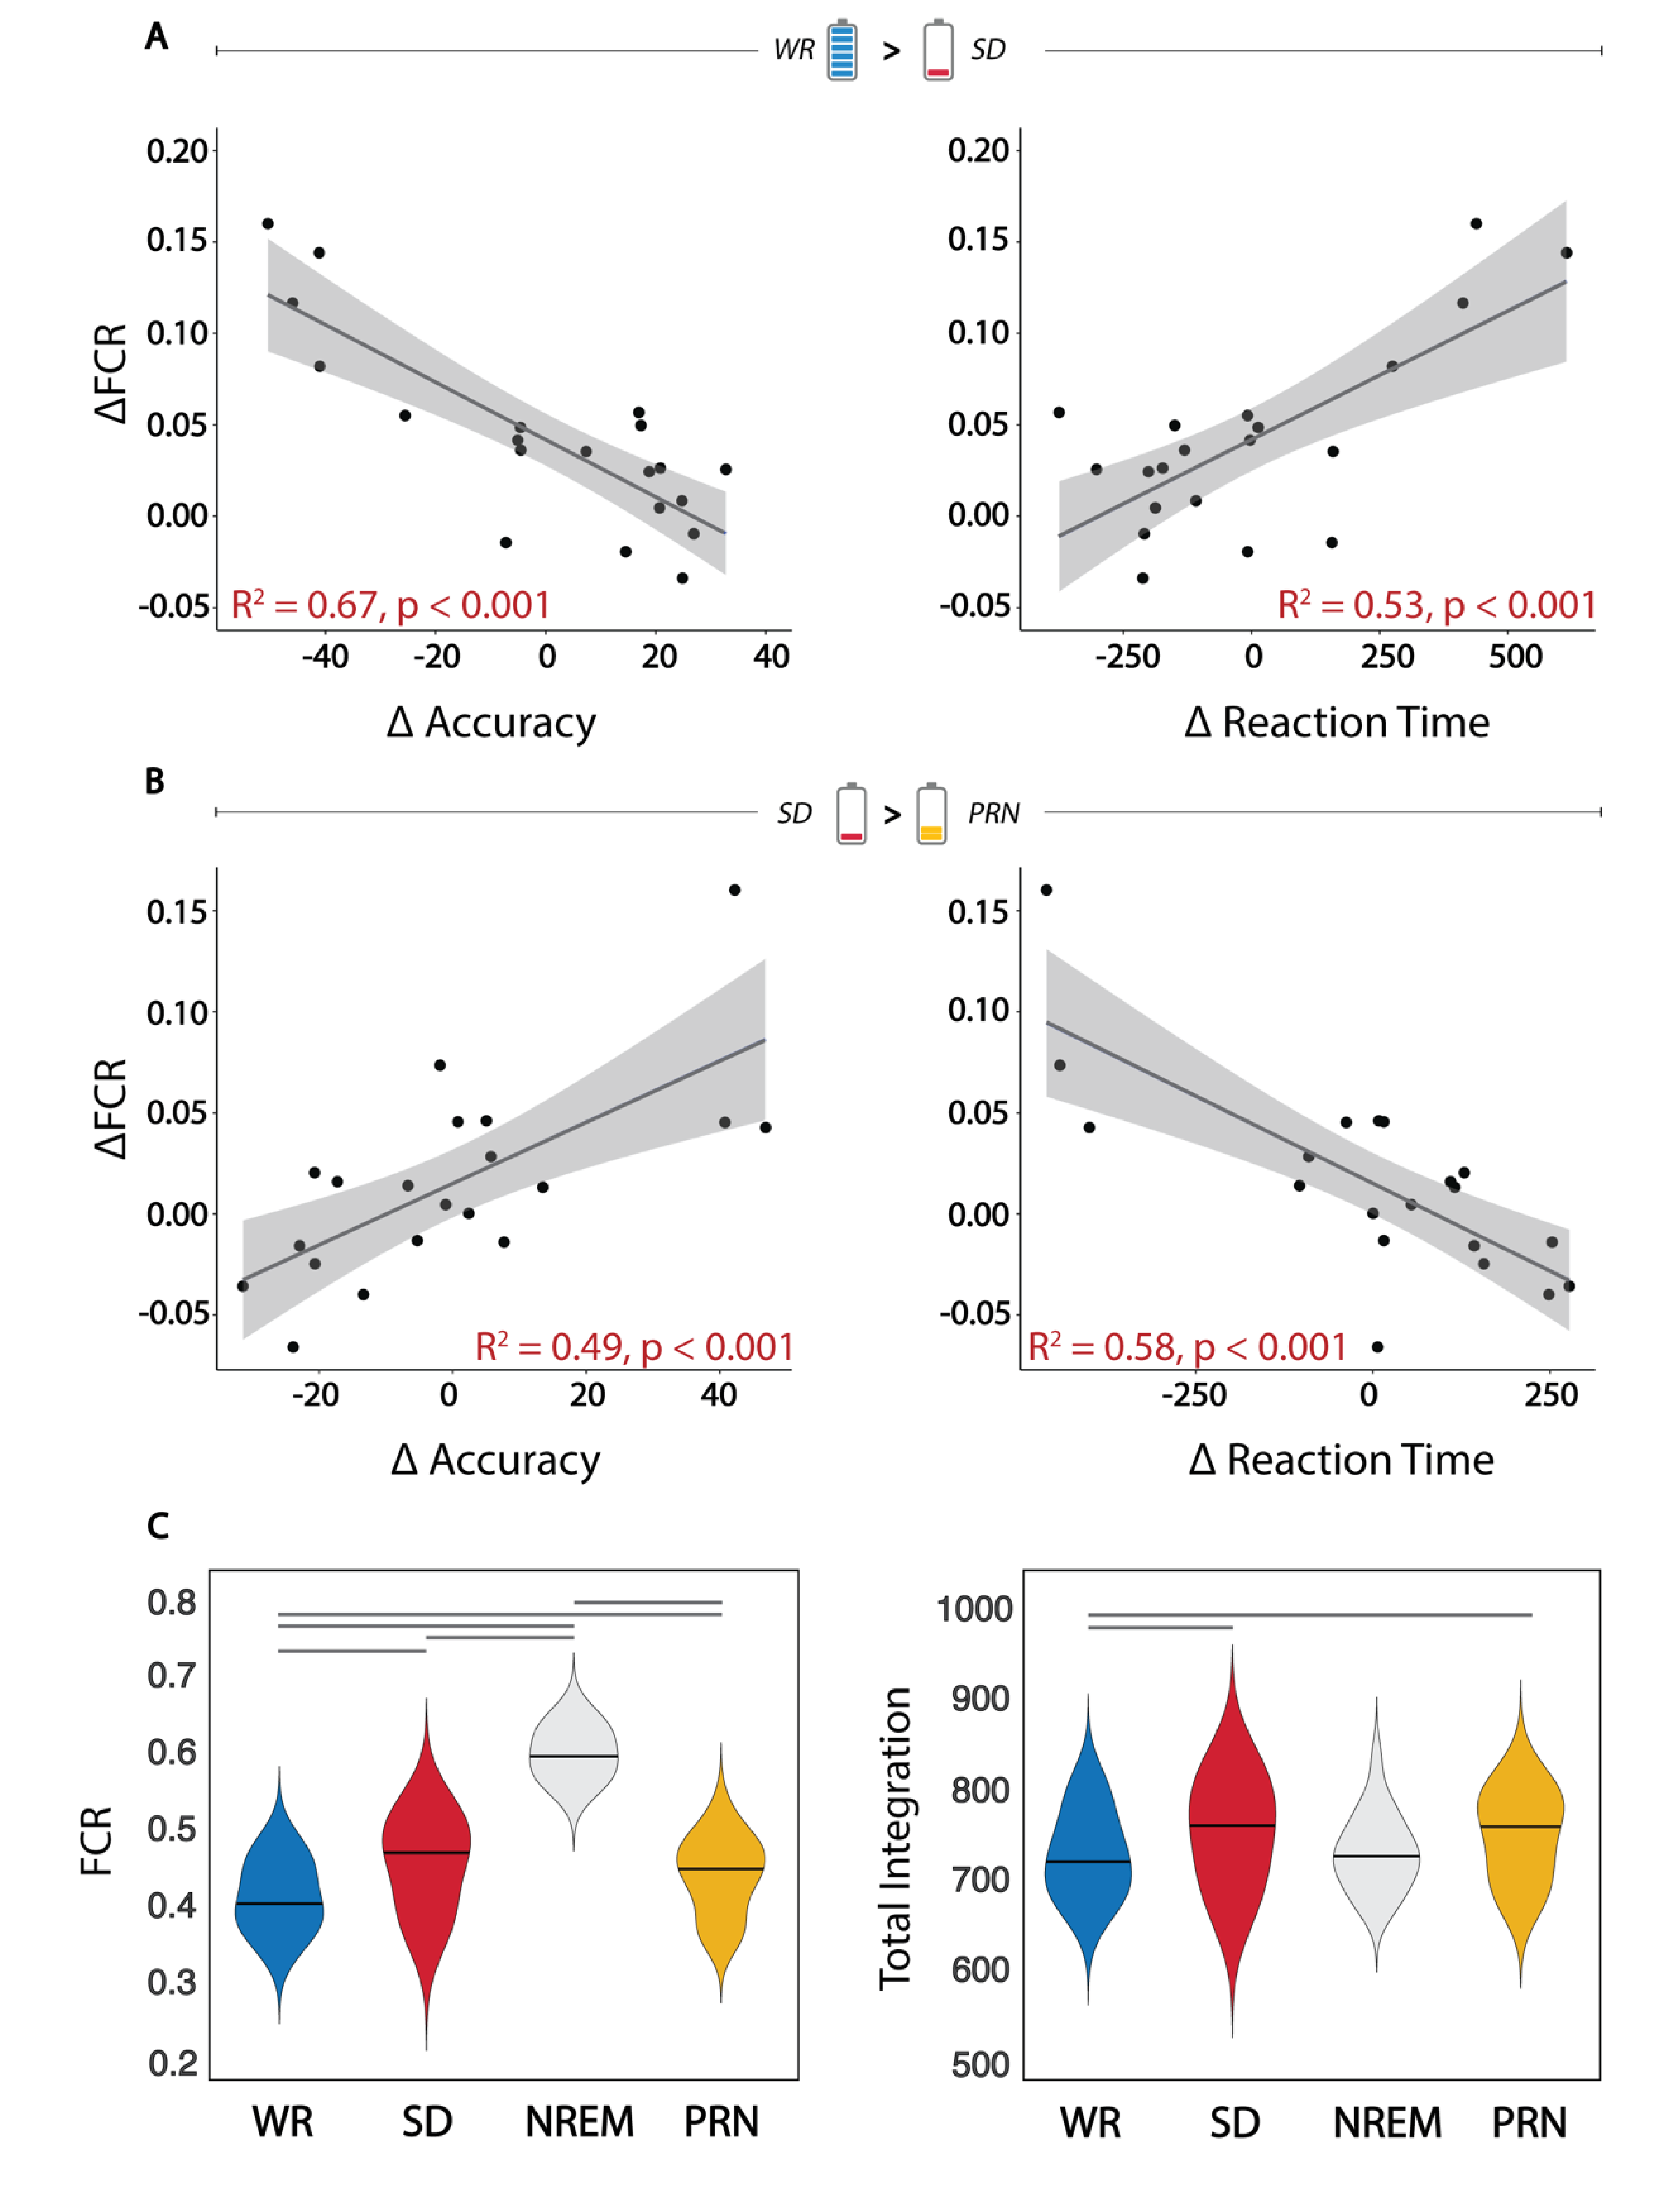 A
WR > SD
0.20
0.15
0.10
0.05
0.00
-0.05
ΔFCR
R² = 0.67, p < 0.001
-40 -20 0 20 40
Δ Accuracy
0.20
0.15
0.10
0.05
0.00
-0.05
R² = 0.53, p < 0.001
-250 0 250 500
Δ Reaction Time
B
SD > PRN
0.15
0.10
0.05
0.00
-0.05
ΔFCR
R² = 0.49, p < 0.001
-20 0 20 40
Δ Accuracy
0.15
0.10
0.05
0.00
-0.05
R² = 0.58, p < 0.001
-250 0 250
Δ Reaction Time
C
0.8
0.7
0.6
0.5
0.4
0.3
0.2
FCR
WR SD NREM PRN
1000
900
800
700
600
500
Total Integration
WR SD NREM PRN